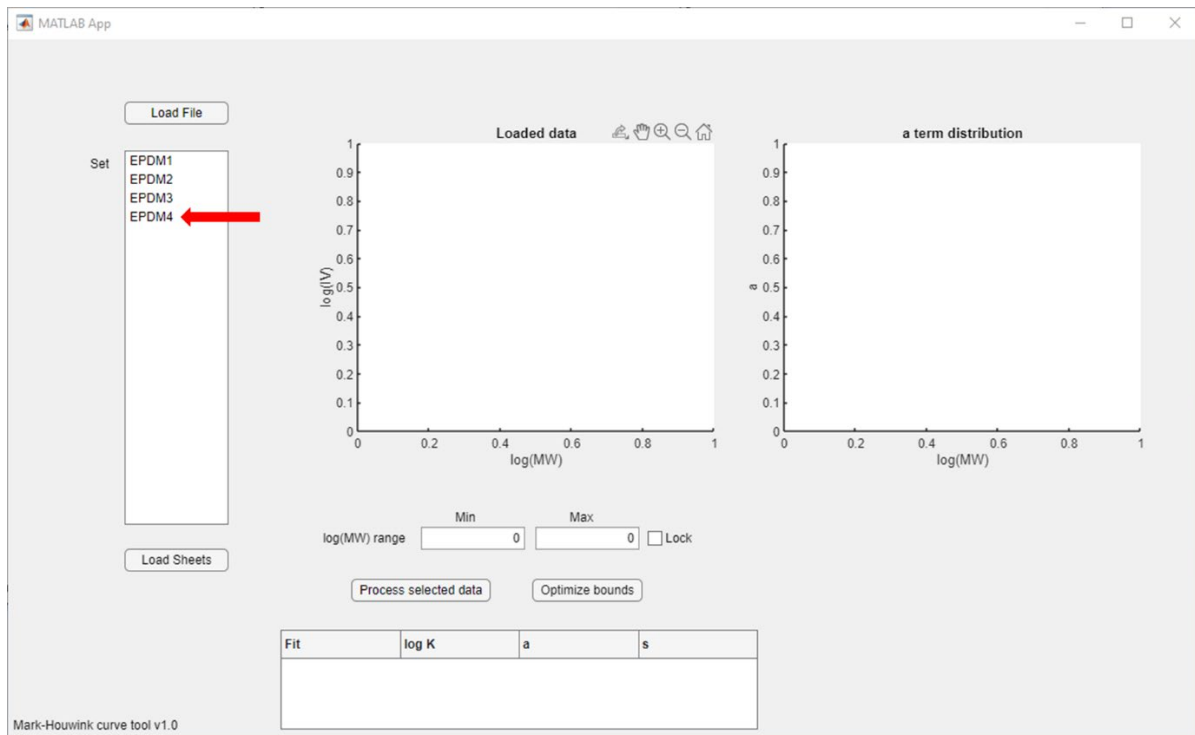 MATLAB App
Load File
Set
EPDM1
EPDM2
EPDM3
EPDM4
Load Sheets
Loaded data
1
0.9
0.8
0.7
0.6
0.5
0.4
0.3
0.2
0.1
0
log(IV)
0 0.2 0.4 0.6 0.8 1
log(MW)
a term distribution
1
0.9
0.8
0.7
0.6
0.5
0.4
0.3
0.2
0.1
0
a
0 0.2 0.4 0.6 0.8 1
log(MW)
Min Max
log(MW) range 0 0 Lock
Process selected data Optimize bounds
Fit log K a s
Mark-Houwink curve tool v1.0